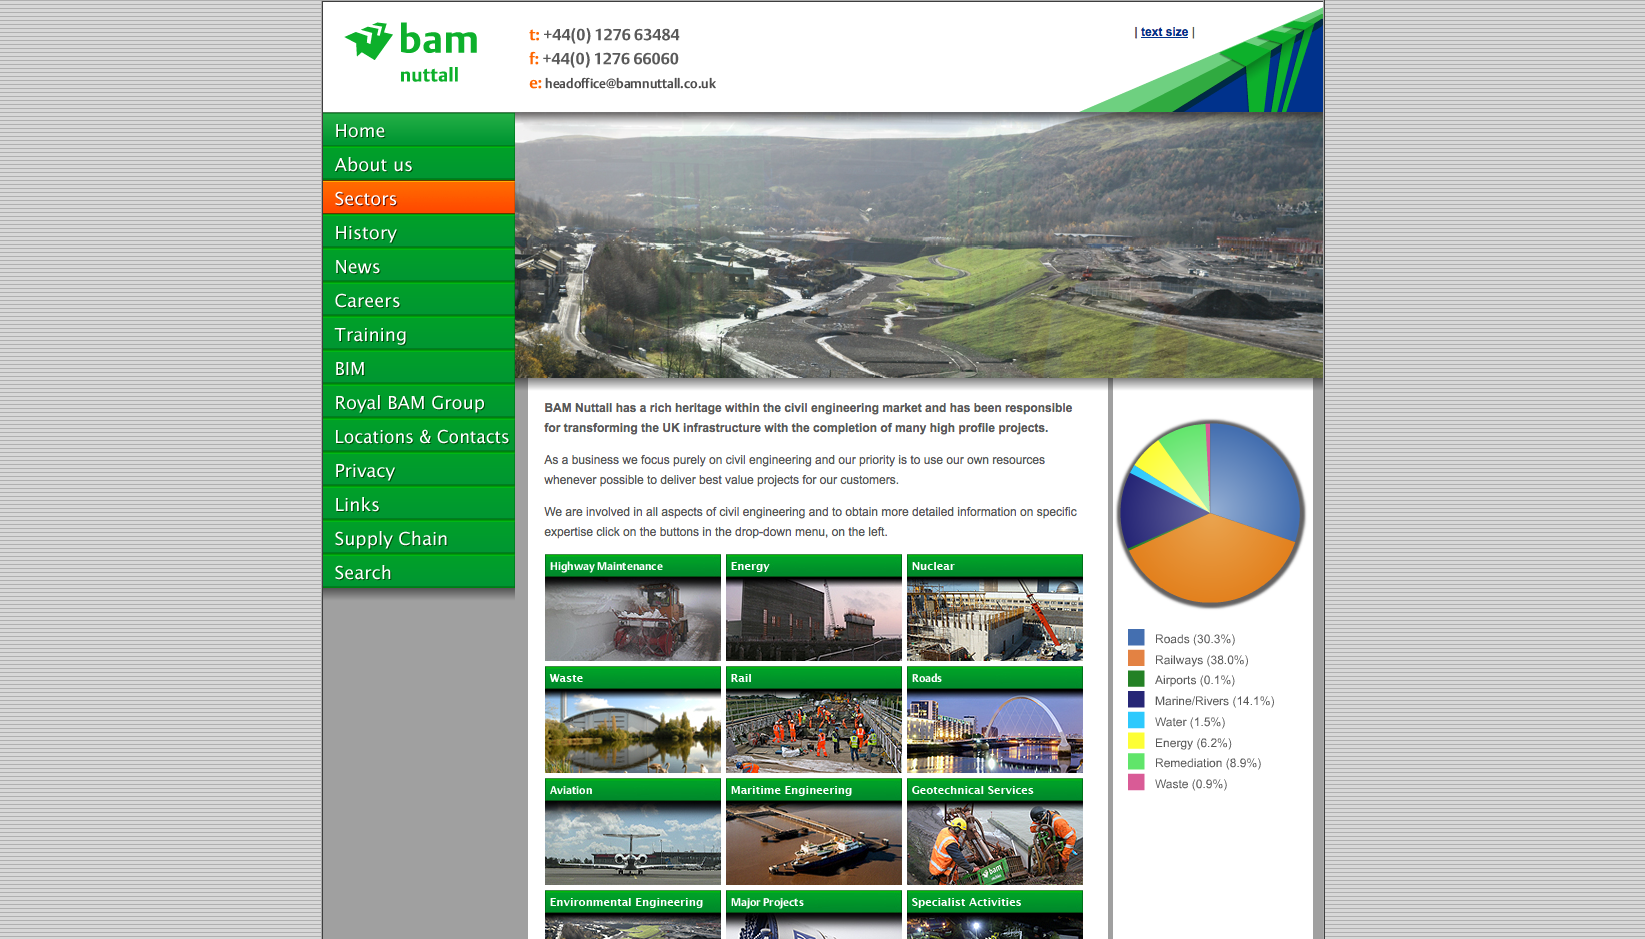 bam
nuttall
t: +44(0) 1276 63484
f: +44(0) 1276 66060
e: headoffice@bamnuttall.co.uk
| text size |
Home
About us
Sectors
History
News
Careers
Training
BIM
Royal BAM Group
Locations & Contacts
Privacy
Links
Supply Chain
Search
BAM Nuttall has a rich heritage within the civil engineering market and has been responsible
for transforming the UK infrastructure with the completion of many high profile projects.
As a business we focus purely on civil engineering and our priority is to use our own resources
whenever possible to deliver best value projects for our customers.
We are involved in all aspects of civil engineering and to obtain more detailed information on specific
expertise click on the buttons in the drop-down menu, on the left.
Highway Maintenance
Energy
Nuclear
Waste
Rail
Roads
Aviation
Maritime Engineering
Geotechnical Services
bam
Environmental Engineering
Major Projects
Specialist Activities
Roads (30.3%)
Railways (38.0%)
Airports (0.1%)
Marine/Rivers (14.1%)
Water (1.5%)
Energy (6.2%)
Remediation (8.9%)
Waste (0.9%)